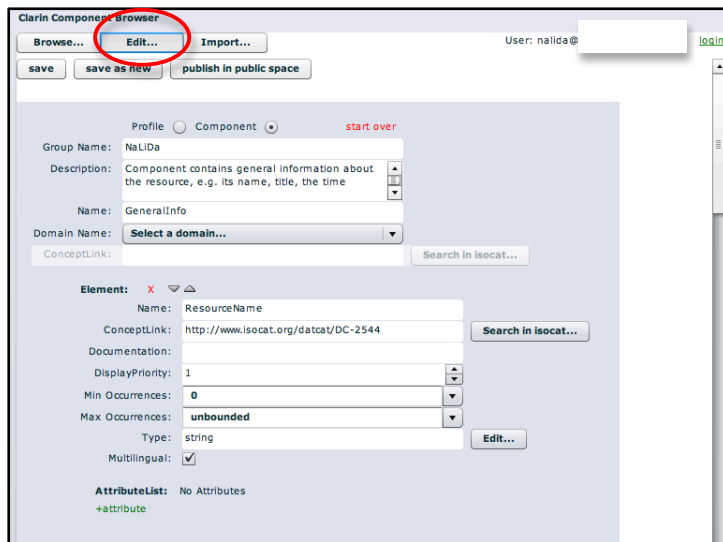 Clarin Component Browser
Browse... Edit... Import... User: nalida@ login
save save as new publish in public space
Profile Component start over
Group Name: NaLiDa
Description: Component contains general information about
the resource, e.g. its name, title, the time
Name: GeneralInfo
Domain Name: Select a domain...
ConceptLink: Search in isocat...
Element: X
Name: ResourceName
ConceptLink: http://www.isocat.org/datcat/DC-2544 Search in isocat...
Documentation:
DisplayPriority: 1
Min Occurrences: 0
Max Occurrences: unbounded
Type: string Edit...
Multilingual:
AttributeList: No Attributes
+attribute